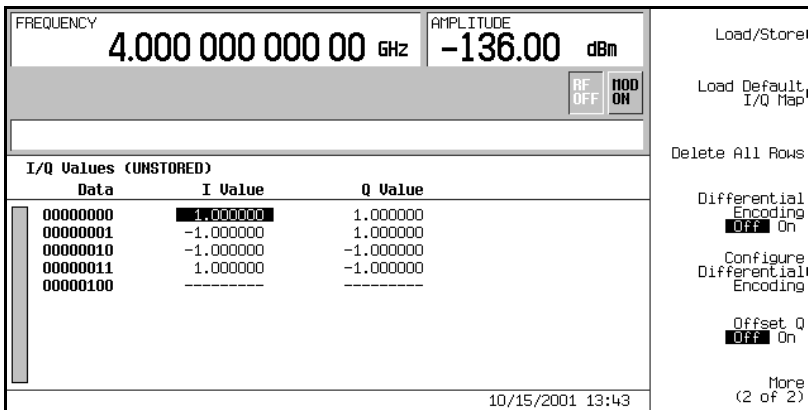 FREQUENCY
4.000 000 000 00 GHz
AMPLITUDE
-136.00 dBm
RF OFF
MOD ON
I/Q Values (UNSTORED)
Data I Value Q Value
00000000 1.000000 1.000000
00000001 -1.000000 1.000000
00000010 -1.000000 -1.000000
00000011 1.000000 -1.000000
00000100 ---------- ----------
10/15/2001 13:43
Load/Store
Load Default
I/Q Map
Delete All Rows
Differential
Encoding
Off On
Configure
Differential
Encoding
Offset Q
Off On
More
(2 of 2)